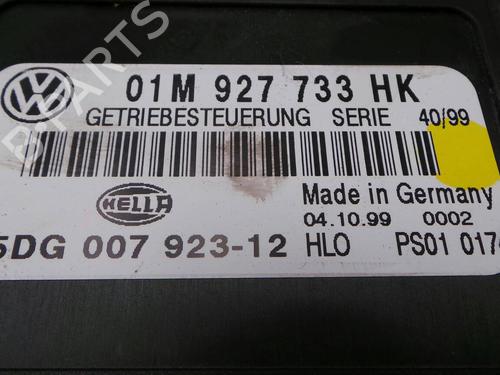 01M 927 733 HK
GETRIEBESTEUERUNG SERIE 40/99
Made in Germany
HELLA
04.10.99 0002
5DG 007 923-12 HLO PS01 0174